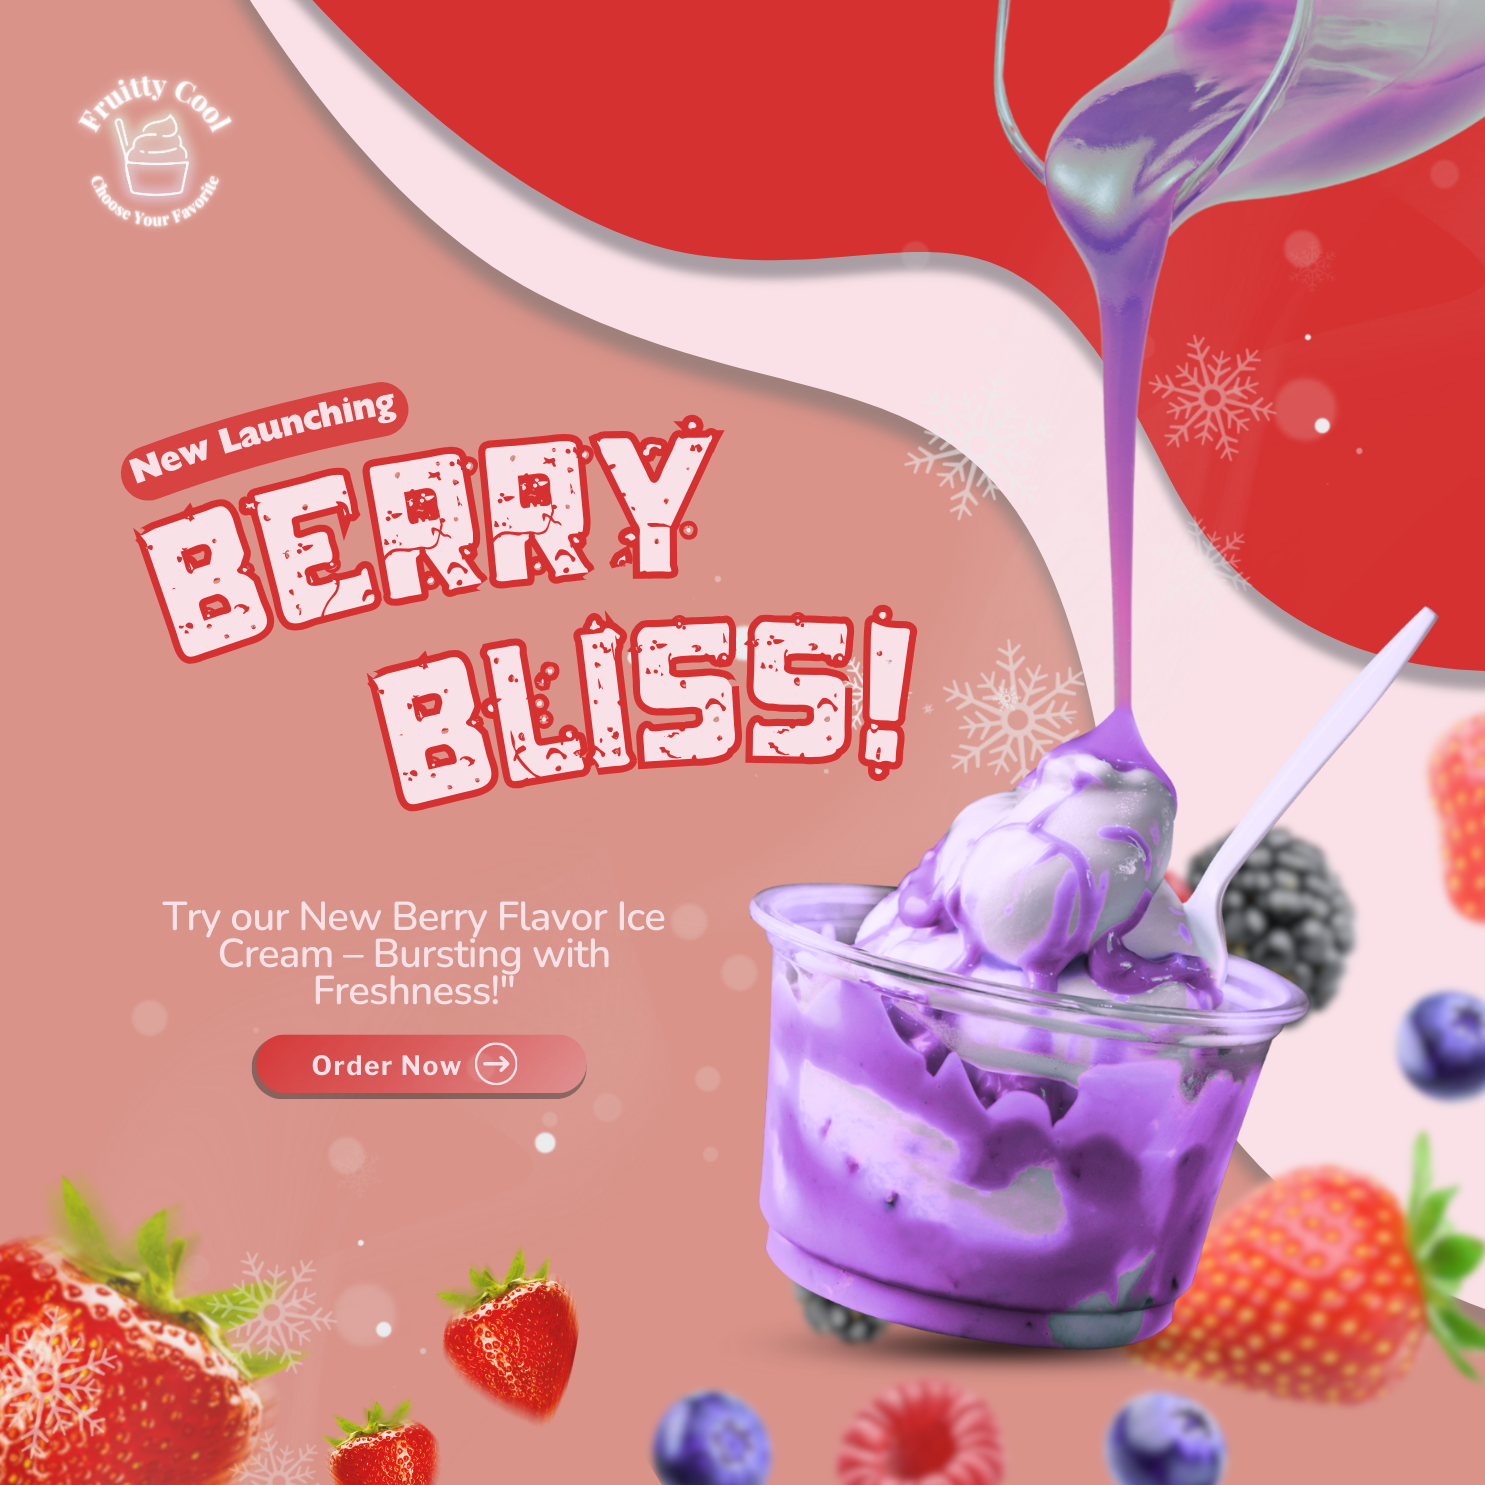 Fruitty Cool
Choose Your Favorite
New Launching
BERRY
BLISS!
Try our New Berry Flavor Ice
Cream – Bursting with
Freshness!"
Order Now